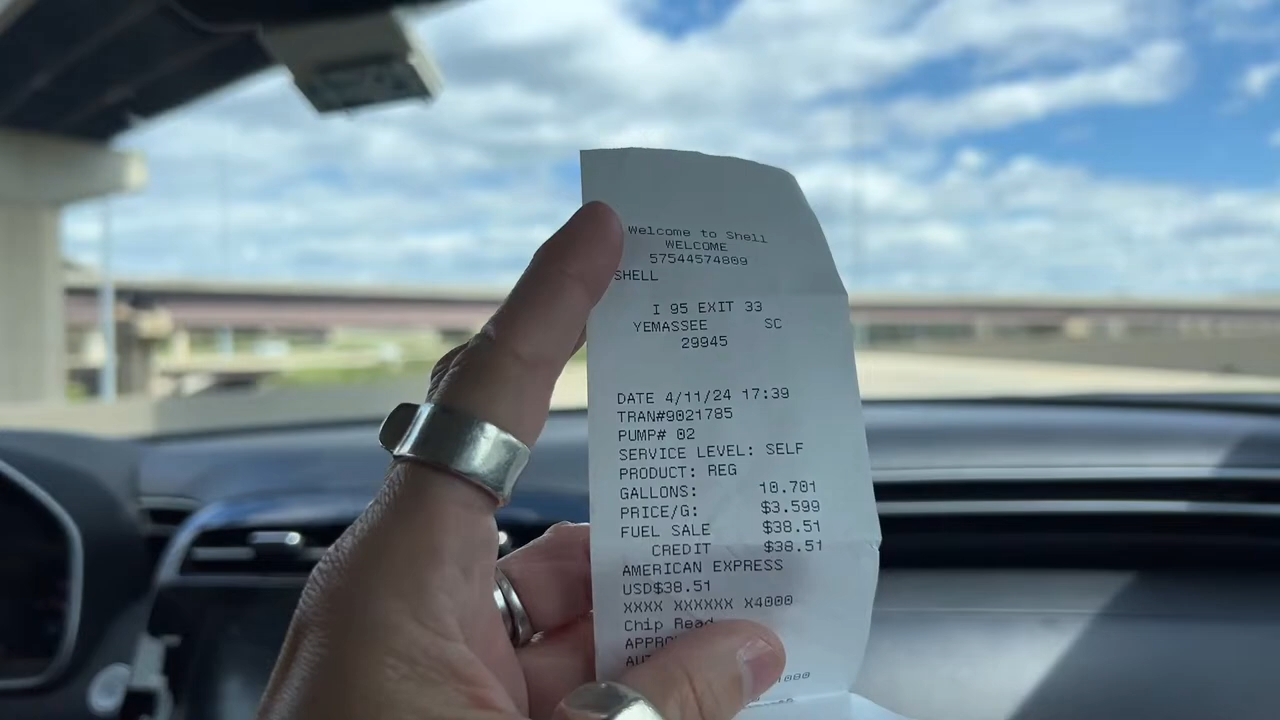 Welcome to Shell
WELCOME
57544574809
SHELL
I 95 EXIT 33
YEMASSEE SC
29945
DATE 4/11/24 17:39
TRAN#9021785
PUMP# 02
SERVICE LEVEL: SELF
PRODUCT: REG
GALLONS: 10.701
PRICE/G: $3.599
FUEL SALE $38.51
CREDIT $38.51
AMERICAN EXPRESS
USD$38.51
XXXX XXXXXX X4000
Chip Read